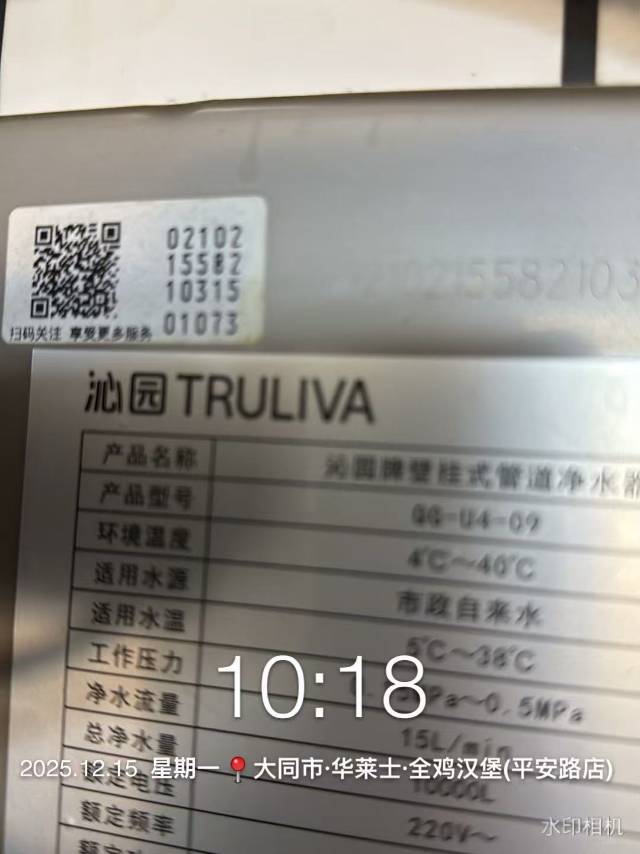 02102
15582
10315
01073
扫码关注 享受更多服务
0210215582103
沁园 TRULIVA
产品名称 沁园牌壁挂式管道净水器
产品型号 QG-U4-09
环境温度 4℃～40℃
适用水源 市政自来水
适用水温 5℃～38℃
工作压力 Pa～0.5MPa
净水流量 15L/min
总净水量 10000L
额定电压 220V～
额定频率
10:18
2025.12.15 星期一 大同市·华莱士·全鸡汉堡(平安路店)
水印相机